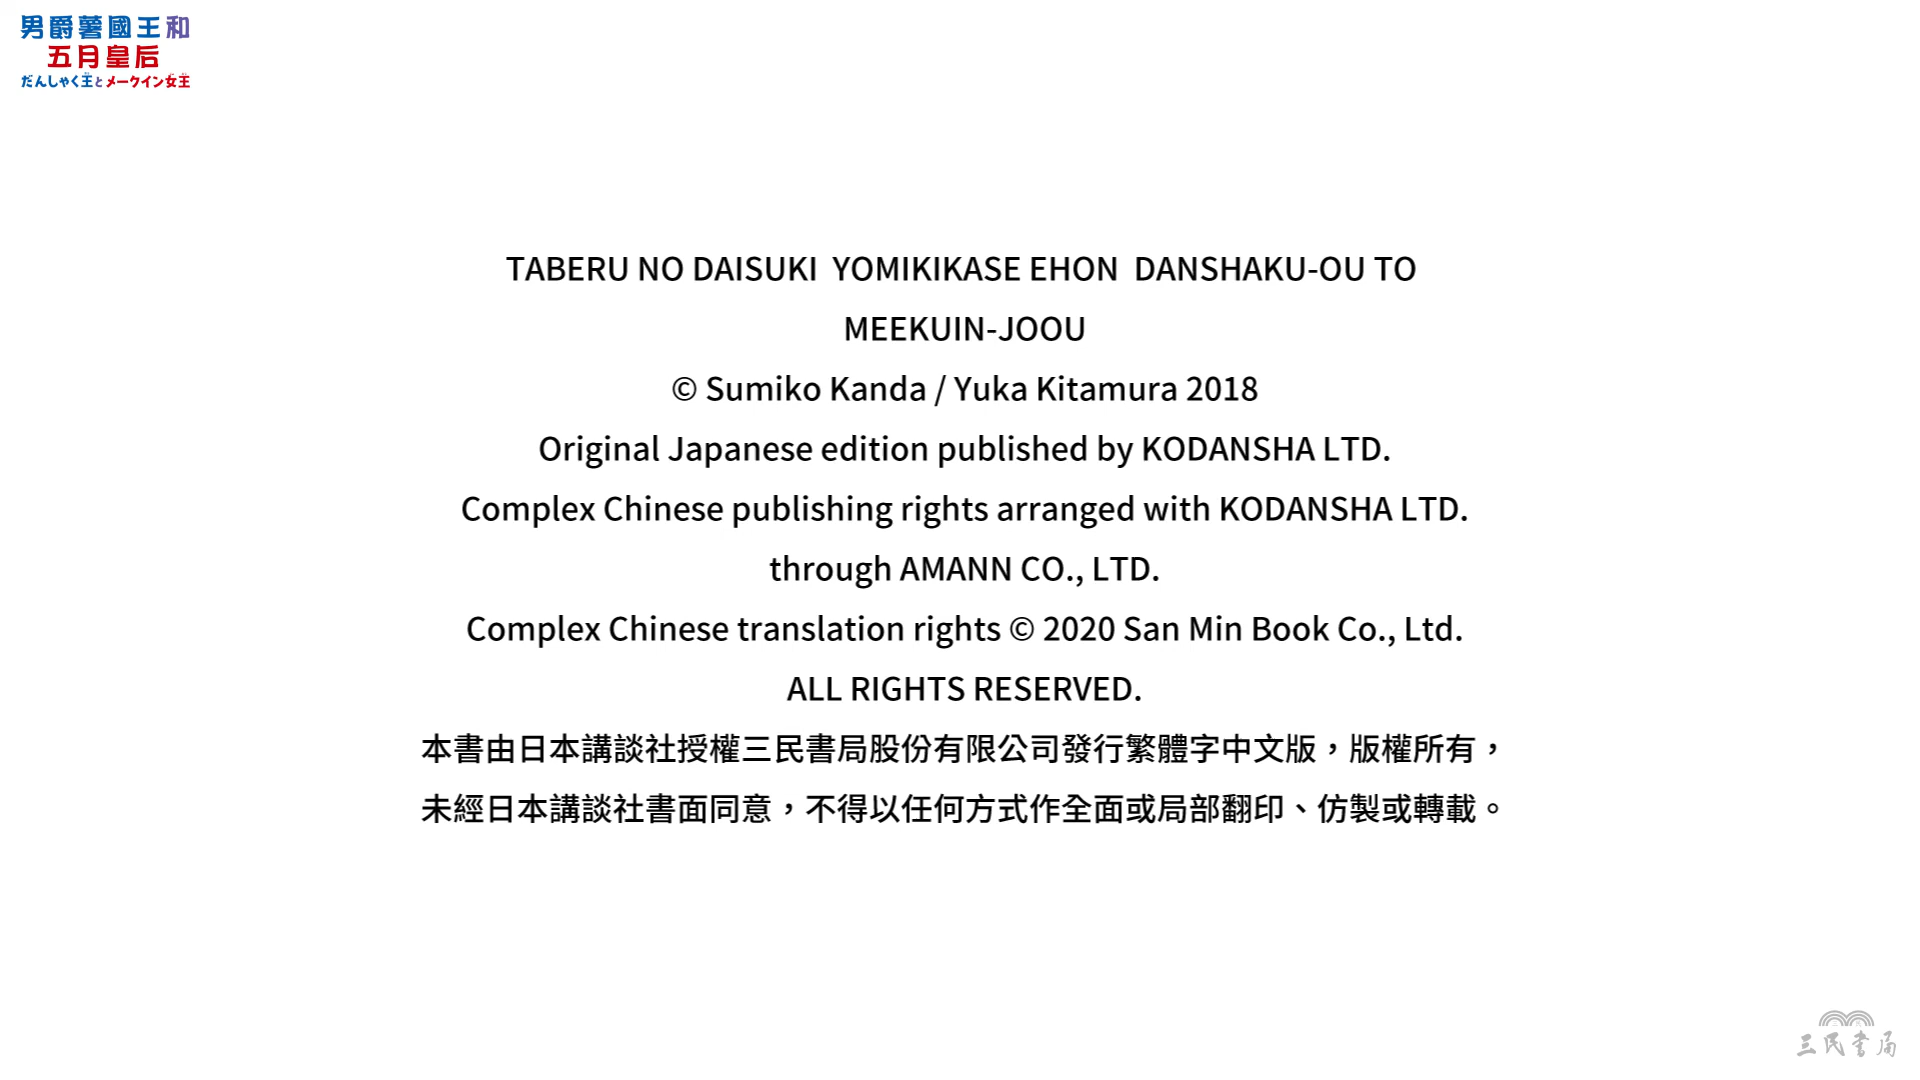 男爵薯國王和
五月皇后
だんしゃく王とメークイン女王
TABERU NO DAISUKI YOMIKIKASE EHON DANSHAKU-OU TO
MEEKUIN-JOOU
© Sumiko Kanda / Yuka Kitamura 2018
Original Japanese edition published by KODANSHA LTD.
Complex Chinese publishing rights arranged with KODANSHA LTD.
through AMANN CO., LTD.
Complex Chinese translation rights © 2020 San Min Book Co., Ltd.
ALL RIGHTS RESERVED.
本書由日本講談社授權三民書局股份有限公司發行繁體字中文版，版權所有，
未經日本講談社書面同意，不得以任何方式作全面或局部翻印、仿製或轉載。
三民書局